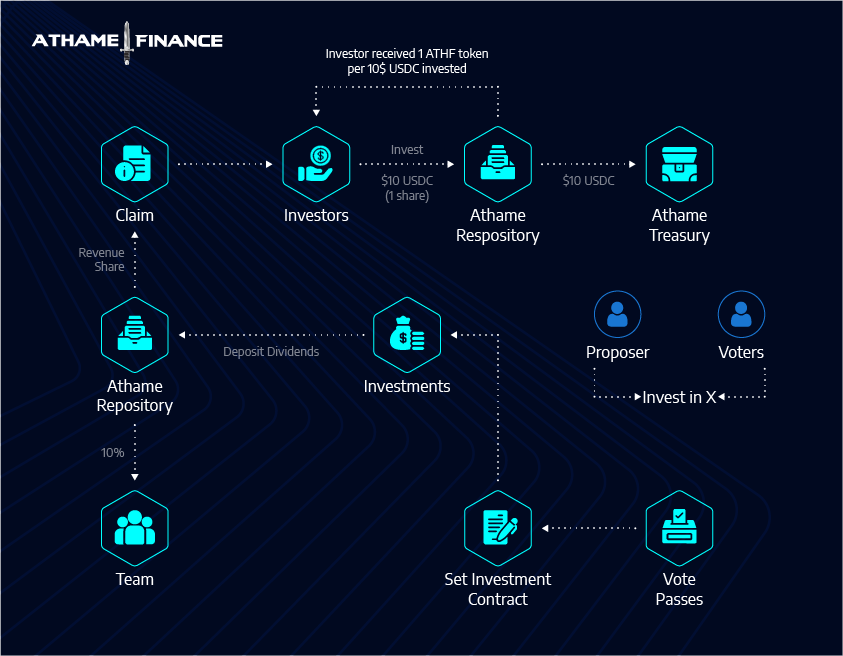 ATHAME FINANCE
Investor received 1 ATHF token
per 10$ USDC invested
Invest
$10 USDC
(1 share)
$10 USDC
Claim
Investors
Athame
Respository
Athame
Treasury
Revenue
Share
Deposit Dividends
Athame
Repository
Investments
Proposer
Voters
Invest in X
10%
Team
Set Investment
Contract
Vote
Passes